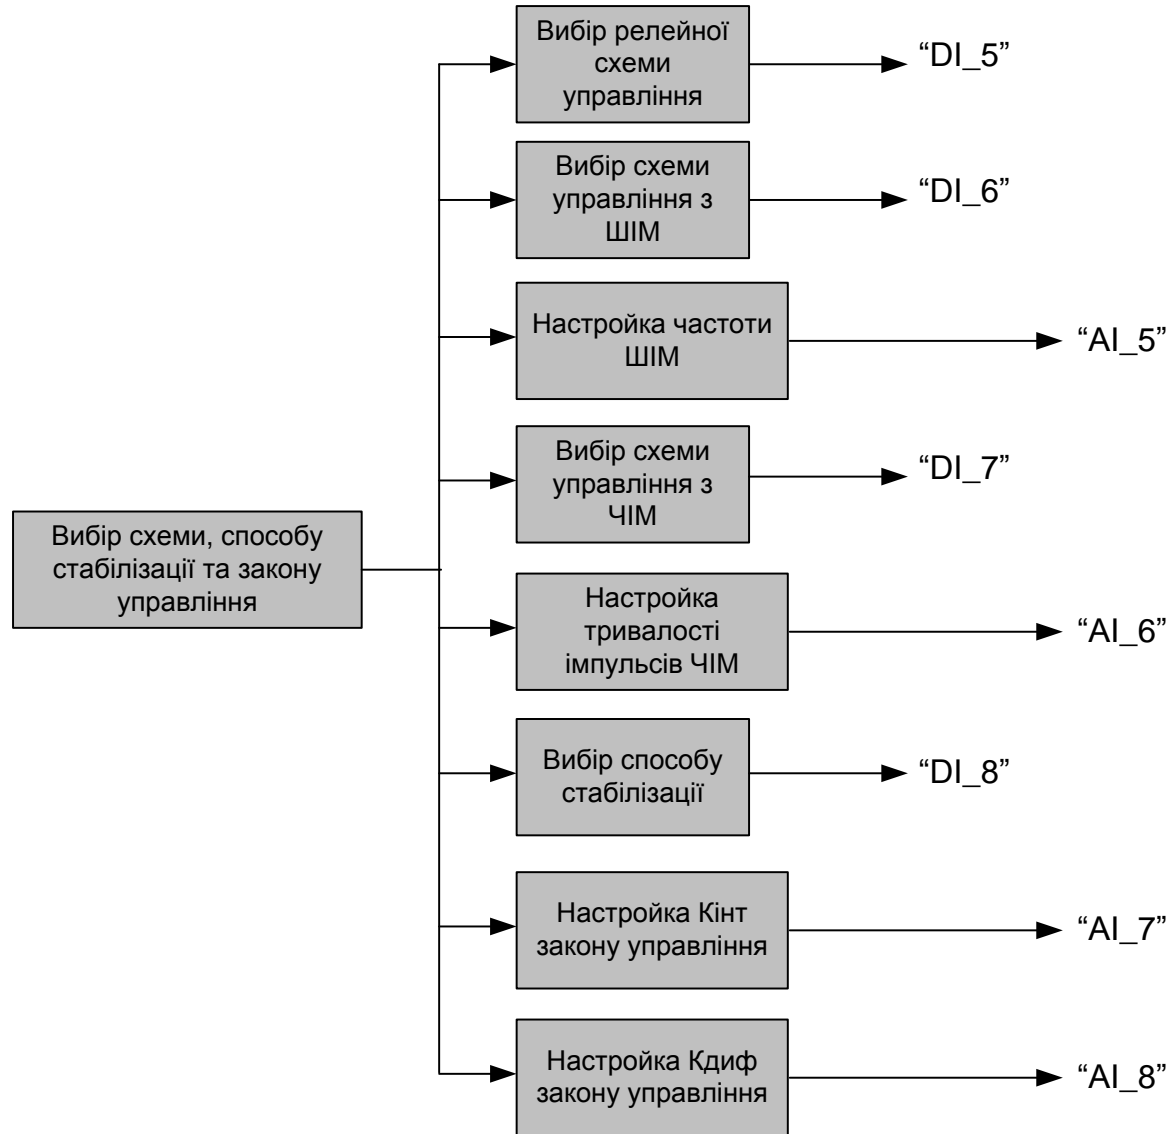 Вибір релейної
схеми
управління
“DI_5”
Вибір схеми
управління з
ШІМ
“DI_6”
Настройка частоти
ШІМ
“AI_5”
Вибір схеми
управління з
ЧІМ
“DI_7”
Вибір схеми, способу
стабілізації та закону
управління
Настройка
тривалості
імпульсів ЧІМ
“AI_6”
Вибір способу
стабілізації
“DI_8”
Настройка Кінт
закону управління
“AI_7”
Настройка Кдиф
закону управління
“AI_8”